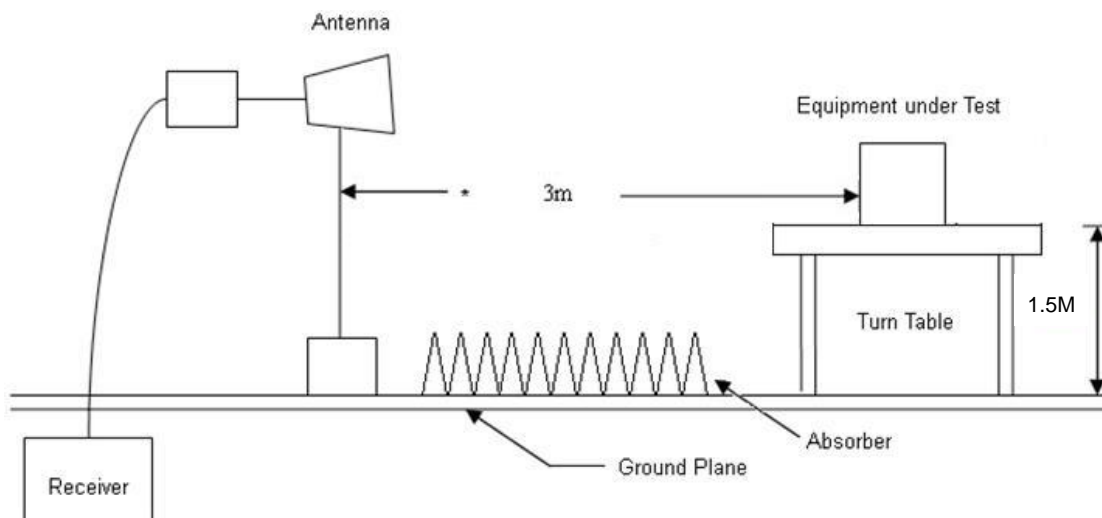 Antenna
Equipment under Test
* 3m
1.5M
Turn Table
Absorber
Ground Plane
Receiver